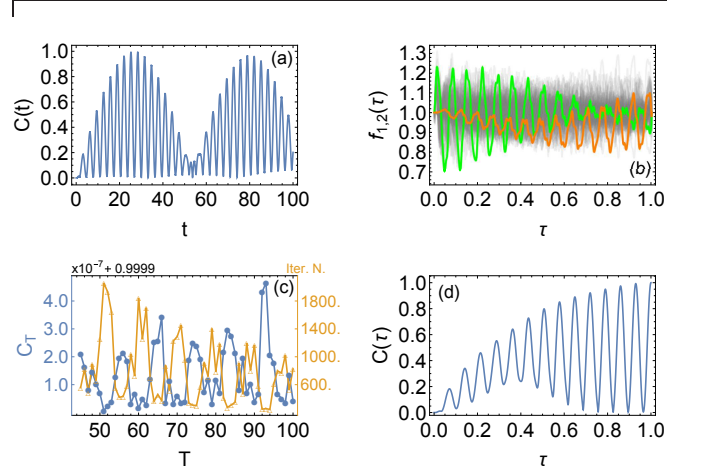 (a)
C(t)
1.0
0.8
0.6
0.4
0.2
0.0
0 20 40 60 80 100
t
(b)
f1,2(τ)
1.3
1.2
1.1
1.0
0.9
0.8
0.7
0.0 0.2 0.4 0.6 0.8 1.0
τ
x10⁻⁷ + 0.9999 Iter. N.
(c)
CT
4.0
3.0
2.0
1.0
1800.
1400.
1000.
600.
50 60 70 80 90 100
T
(d)
C(τ)
1.0
0.8
0.6
0.4
0.2
0.0
0.0 0.2 0.4 0.6 0.8 1.0
τ